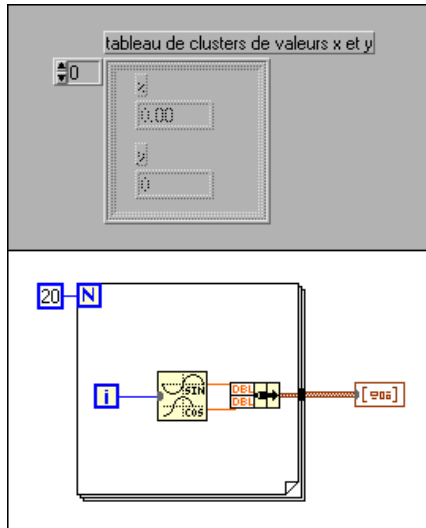 tableau de clusters de valeurs x et y
0
x
0.00
y
0
20 N
i
SIN
COS
DBL
DBL